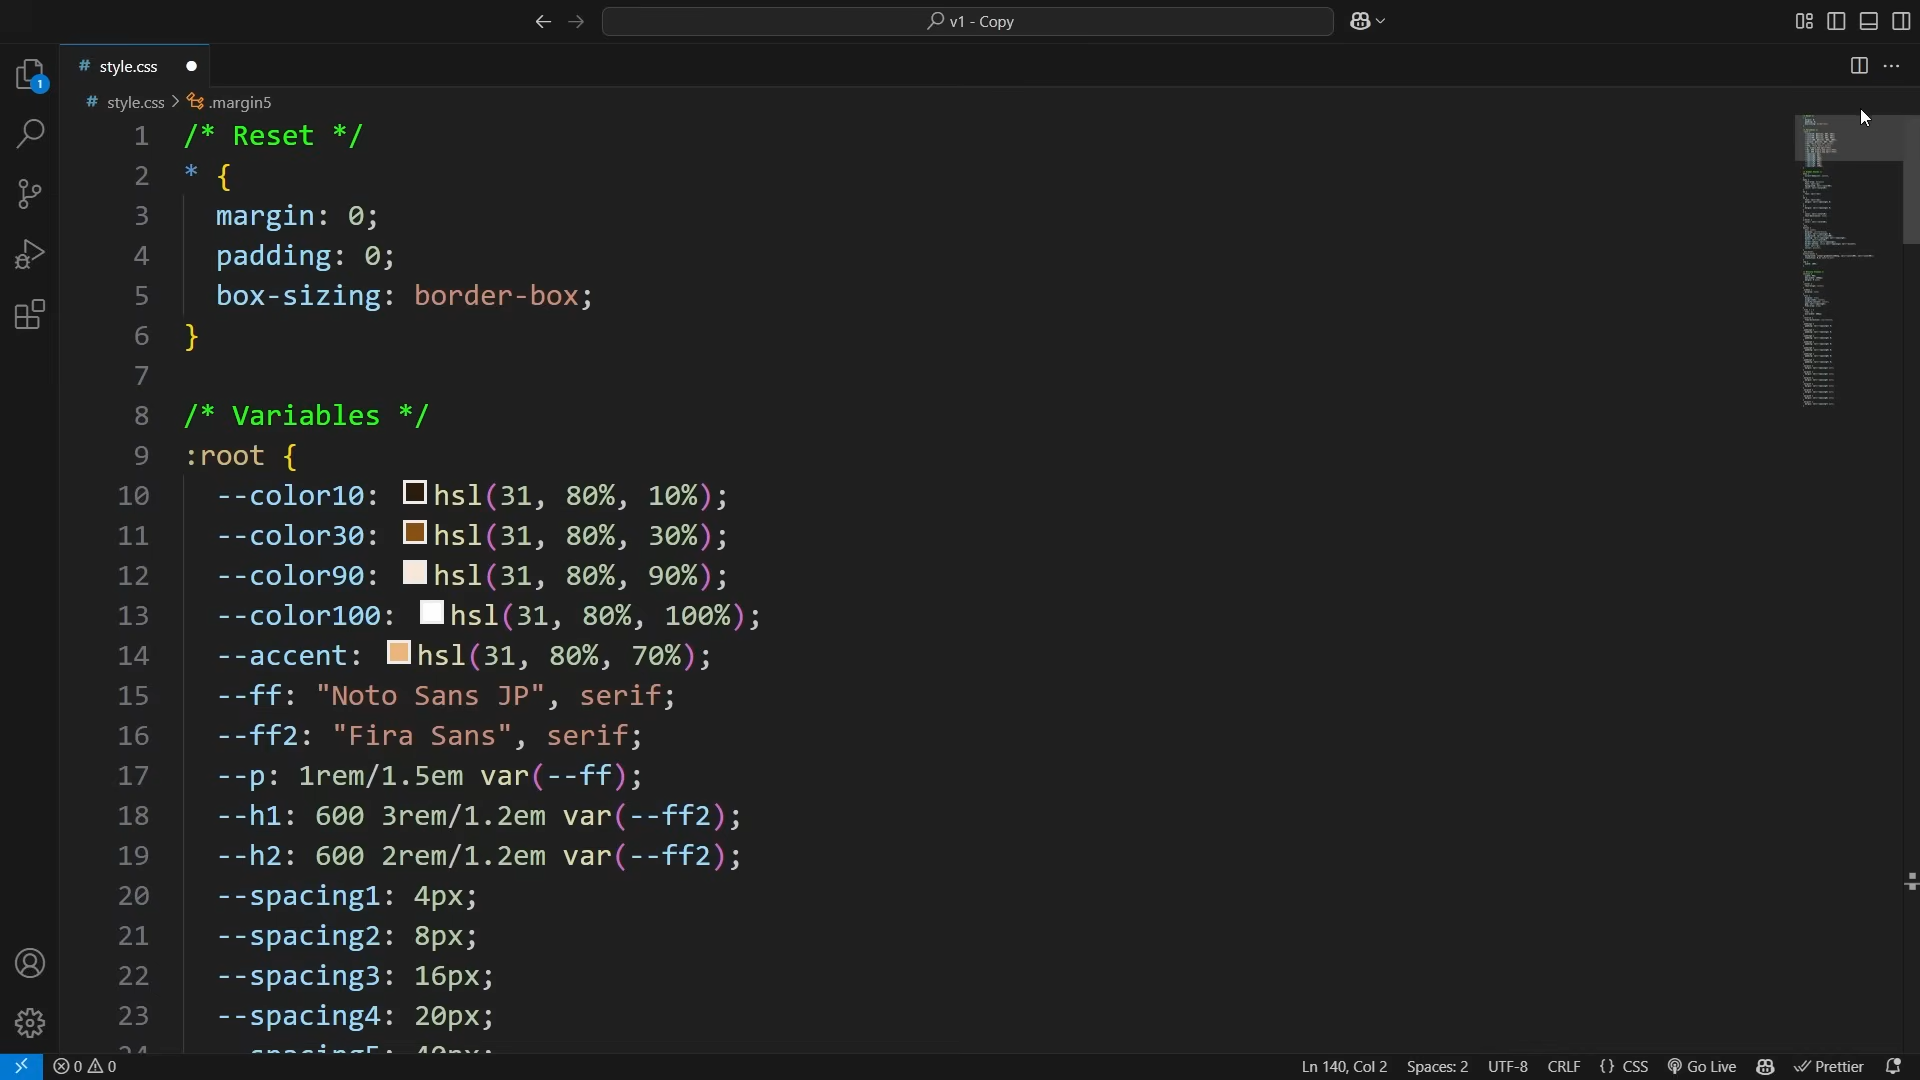 v1 - Copy
1
# style.css
# style.css > .margin5
1 /* Reset */
2 * {
3 margin: 0;
4 padding: 0;
5 box-sizing: border-box;
6 }
7
8 /* Variables */
9 :root {
10 --color10: hsl(31, 80%, 10%);
11 --color30: hsl(31, 80%, 30%);
12 --color90: hsl(31, 80%, 90%);
13 --color100: hsl(31, 80%, 100%);
14 --accent: hsl(31, 80%, 70%);
15 --ff: "Noto Sans JP", serif;
16 --ff2: "Fira Sans", serif;
17 --p: 1rem/1.5em var(--ff);
18 --h1: 600 3rem/1.2em var(--ff2);
19 --h2: 600 2rem/1.2em var(--ff2);
20 --spacing1: 4px;
21 --spacing2: 8px;
22 --spacing3: 16px;
23 --spacing4: 20px;
24 --spacing5: 40px;
0 0 Ln 140, Col 2 Spaces: 2 UTF-8 CRLF {} CSS Go Live Prettier